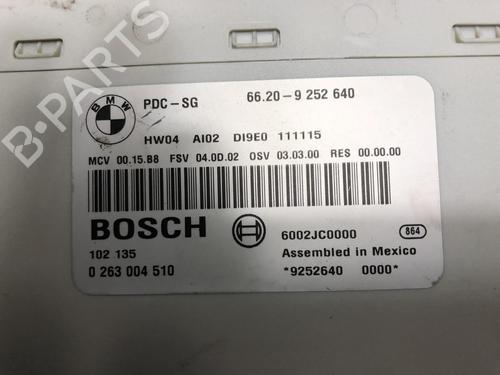 BMW
PDC-SG 66.20-9 252 640
HW04 AI02 DI9E0 111115
MCV 00.15.B8 FSV 04.0D.02 OSV 03.03.00 RES 00.00.00
BOSCH
6002JC0000 864
102 135
Assembled in Mexico
0 263 004 510
*9252640 0000*
B-PARTS